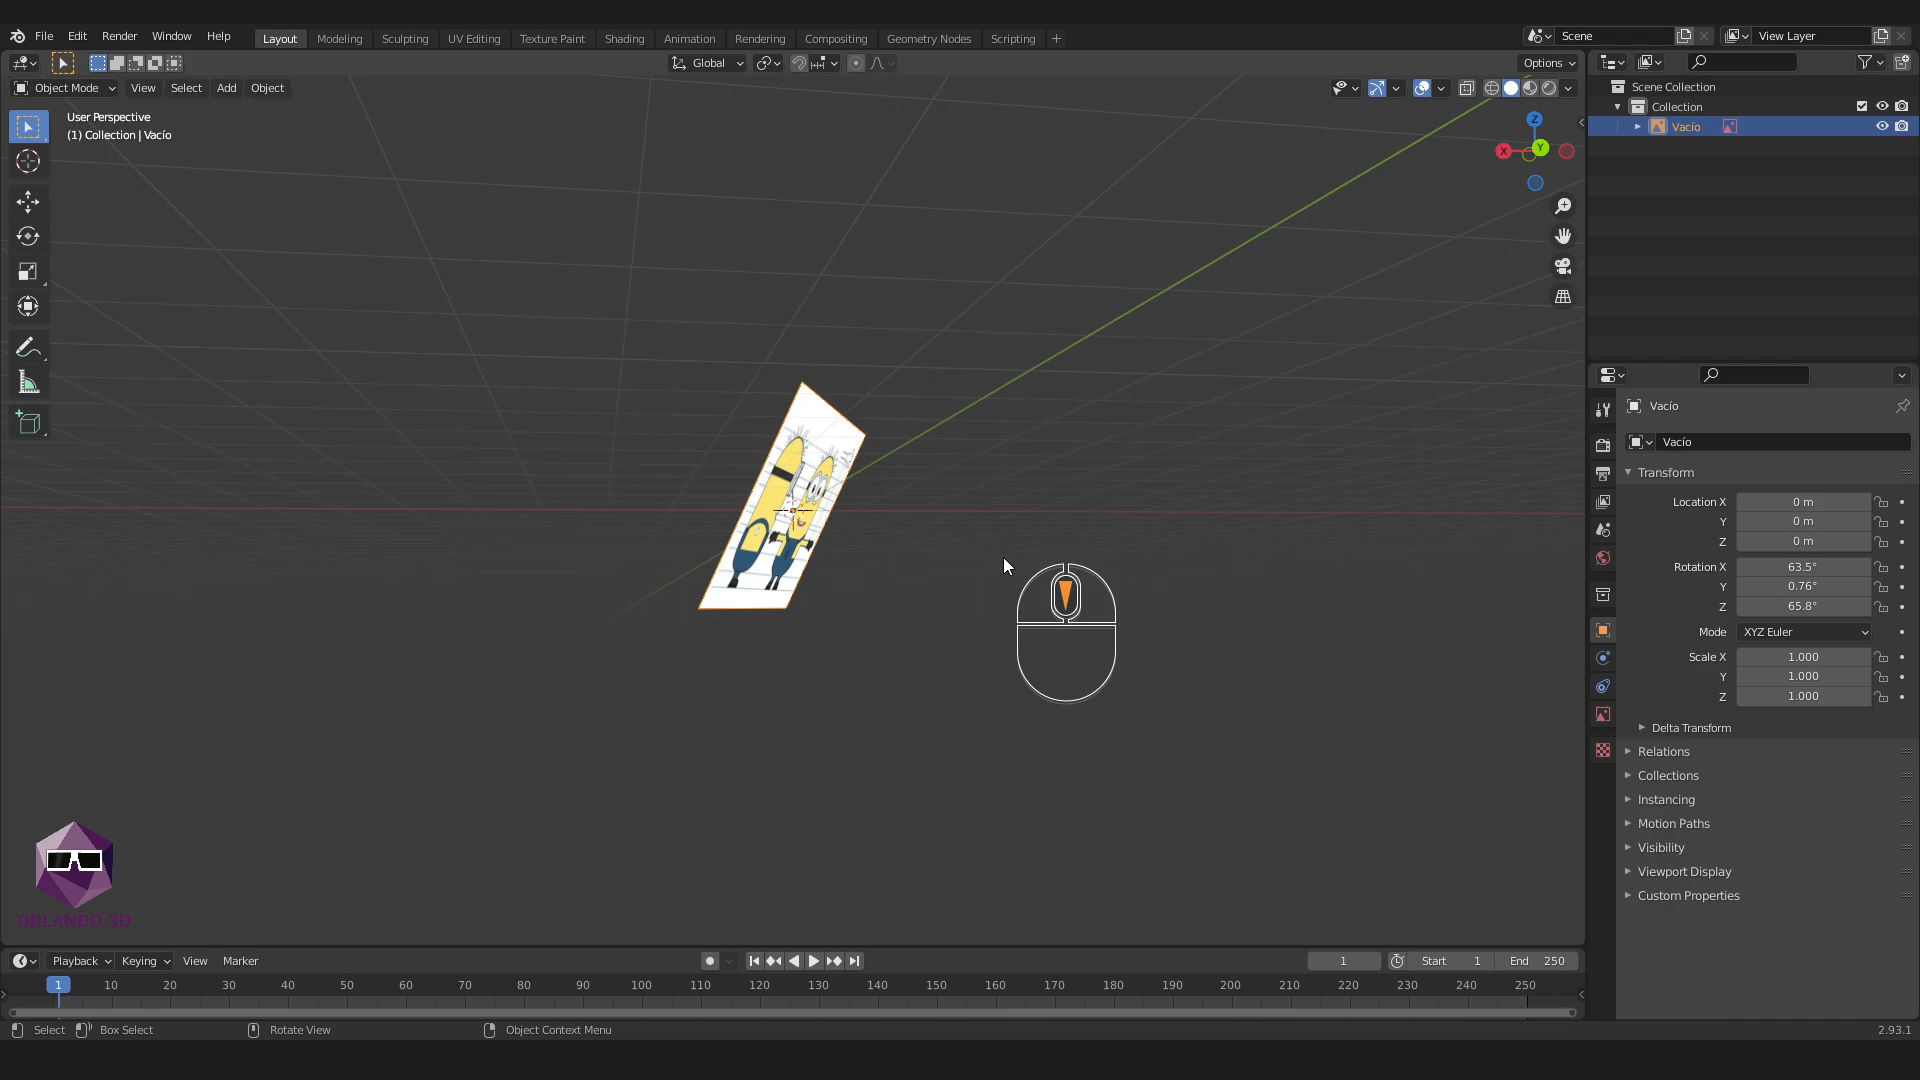 File Edit Render Window Help
Layout Modeling Sculpting UV Editing Texture Paint Shading Animation Rendering Compositing Geometry Nodes Scripting +
Scene
View Layer
Global
Options
Object Mode View Select Add Object
User Perspective
(1) Collection | Vacío
Z
X
Y
Scene Collection
Collection
Vacío
Vacío
Vacío
Transform
Location X 0 m
Y 0 m
Z 0 m
Rotation X 63.5°
Y 0.76°
Z 65.8°
Mode XYZ Euler
Scale X 1.000
Y 1.000
Z 1.000
Delta Transform
Relations
Collections
Instancing
Motion Paths
Visibility
Viewport Display
Custom Properties
ORLANDO 3D
Playback Keying View Marker
1
Start 1
End 250
1 10 20 30 40 50 60 70 80 90 100 110 120 130 140 150 160 170 180 190 200 210 220 230 240 250
Select Box Select Rotate View Object Context Menu
2.93.1